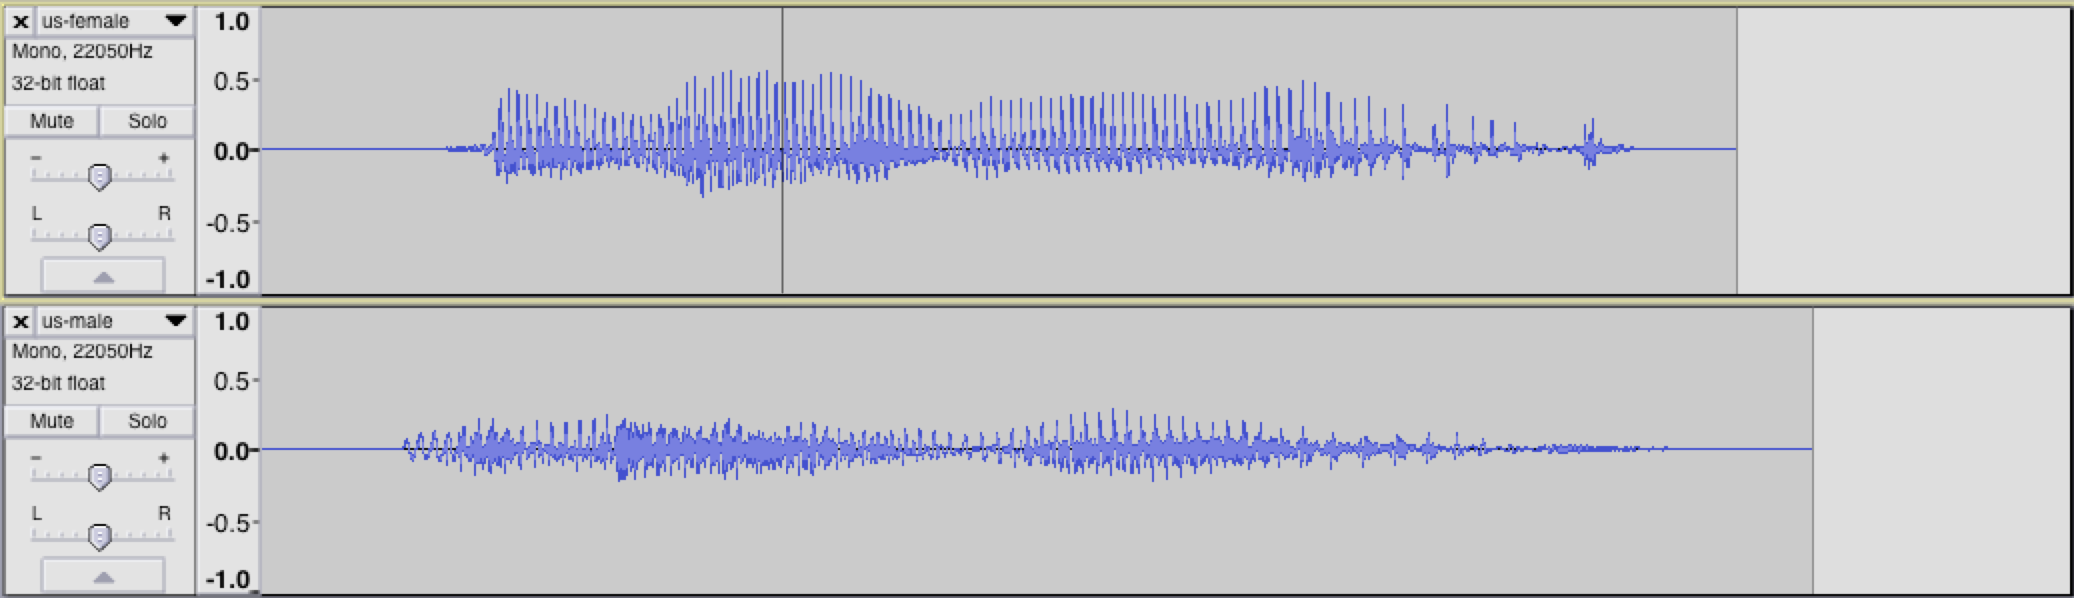 x us-female
Mono, 22050Hz
32-bit float
Mute Solo
- +
L R
1.0
0.5
0.0
-0.5
-1.0
x us-male
Mono, 22050Hz
32-bit float
Mute Solo
- +
L R
1.0
0.5
0.0
-0.5
-1.0